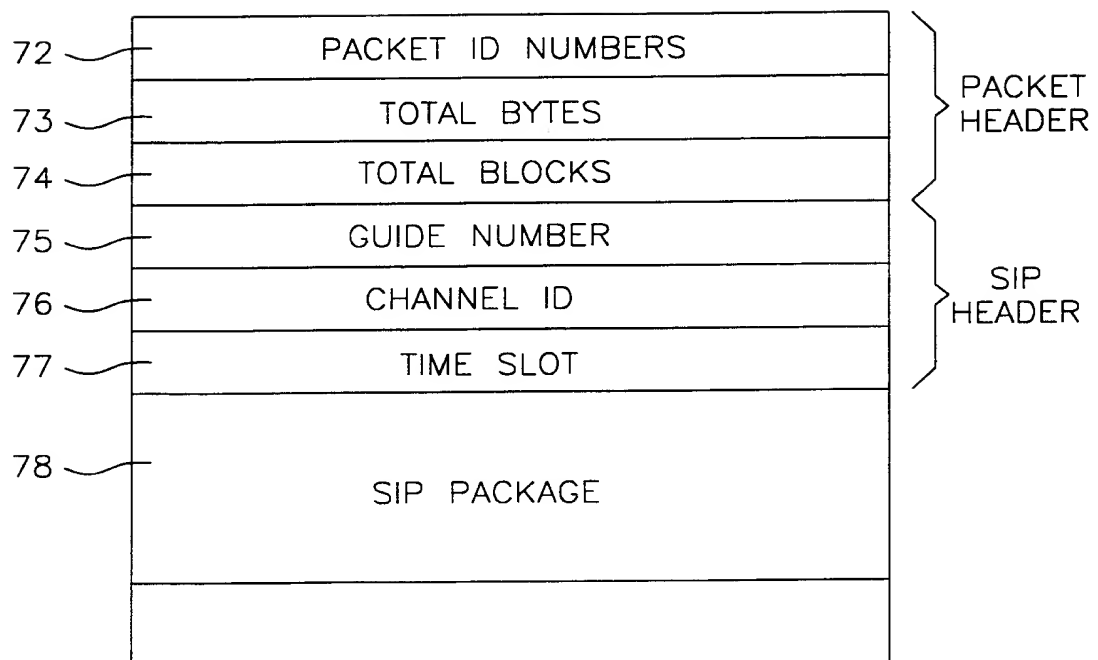 72 PACKET ID NUMBERS
73 TOTAL BYTES
PACKET
HEADER
74 TOTAL BLOCKS
75 GUIDE NUMBER
76 CHANNEL ID
SIP
HEADER
77 TIME SLOT
78 SIP PACKAGE